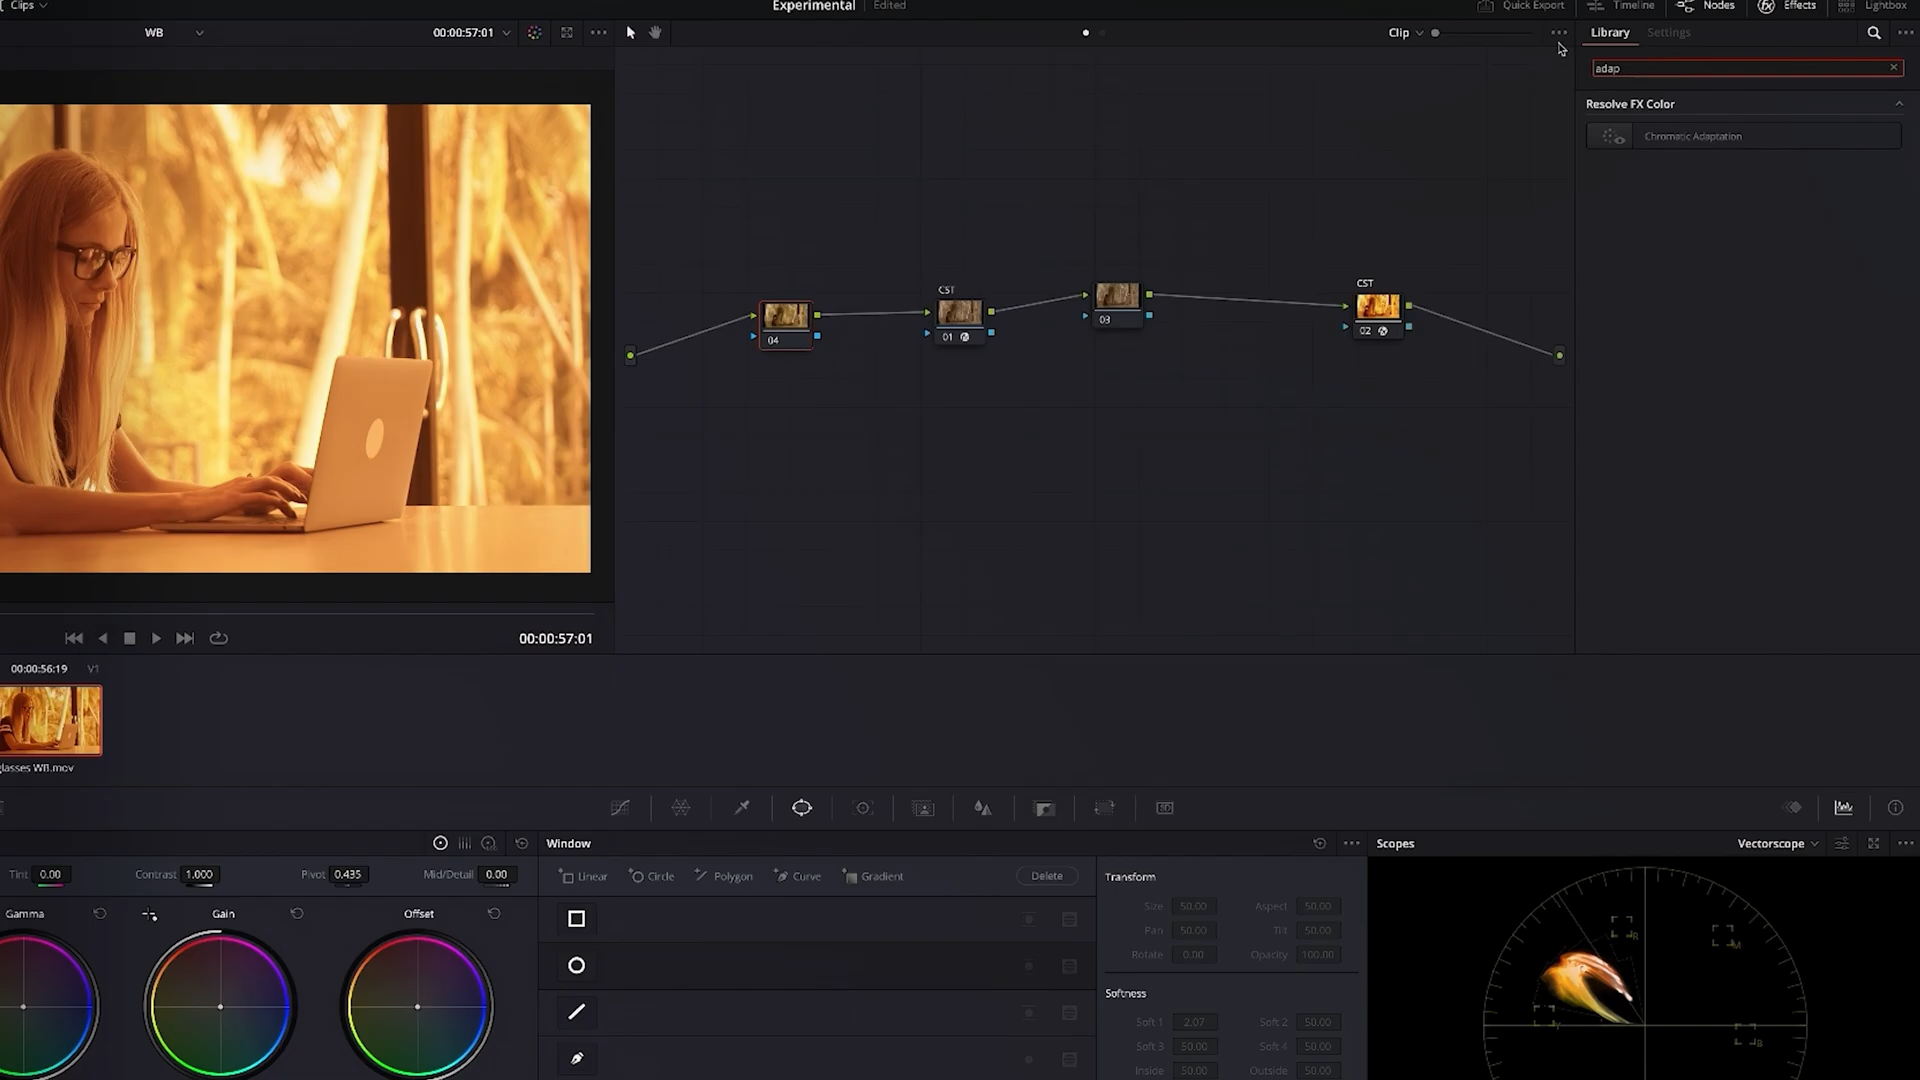 Clips
Experimental
Edited
Quick Export
Timeline
Nodes
Effects
Lightbox
WB
00:00:57:01
Clip
Library
Settings
adap
Resolve FX Color
Chromatic Adaptation
04
CST
01
03
CST
02
00:00:57:01
00:00:56:19 V1
lasses WB.mov
Window
Scopes
Vectorscope
Tint 0.00
Contrast 1.000
Pivot 0.435
Mid/Detail 0.00
Linear
Circle
Polygon
Curve
Gradient
Delete
Transform
Size 50.00 Aspect 50.00
Pan 50.00 Tilt 50.00
Rotate 0.00 Opacity 100.00
Gamma
Gain
Offset
Softness
Soft 1 2.07 Soft 2 50.00
Soft 3 50.00 Soft 4 50.00
Inside 50.00 Outside 50.00
R
M
Y
B